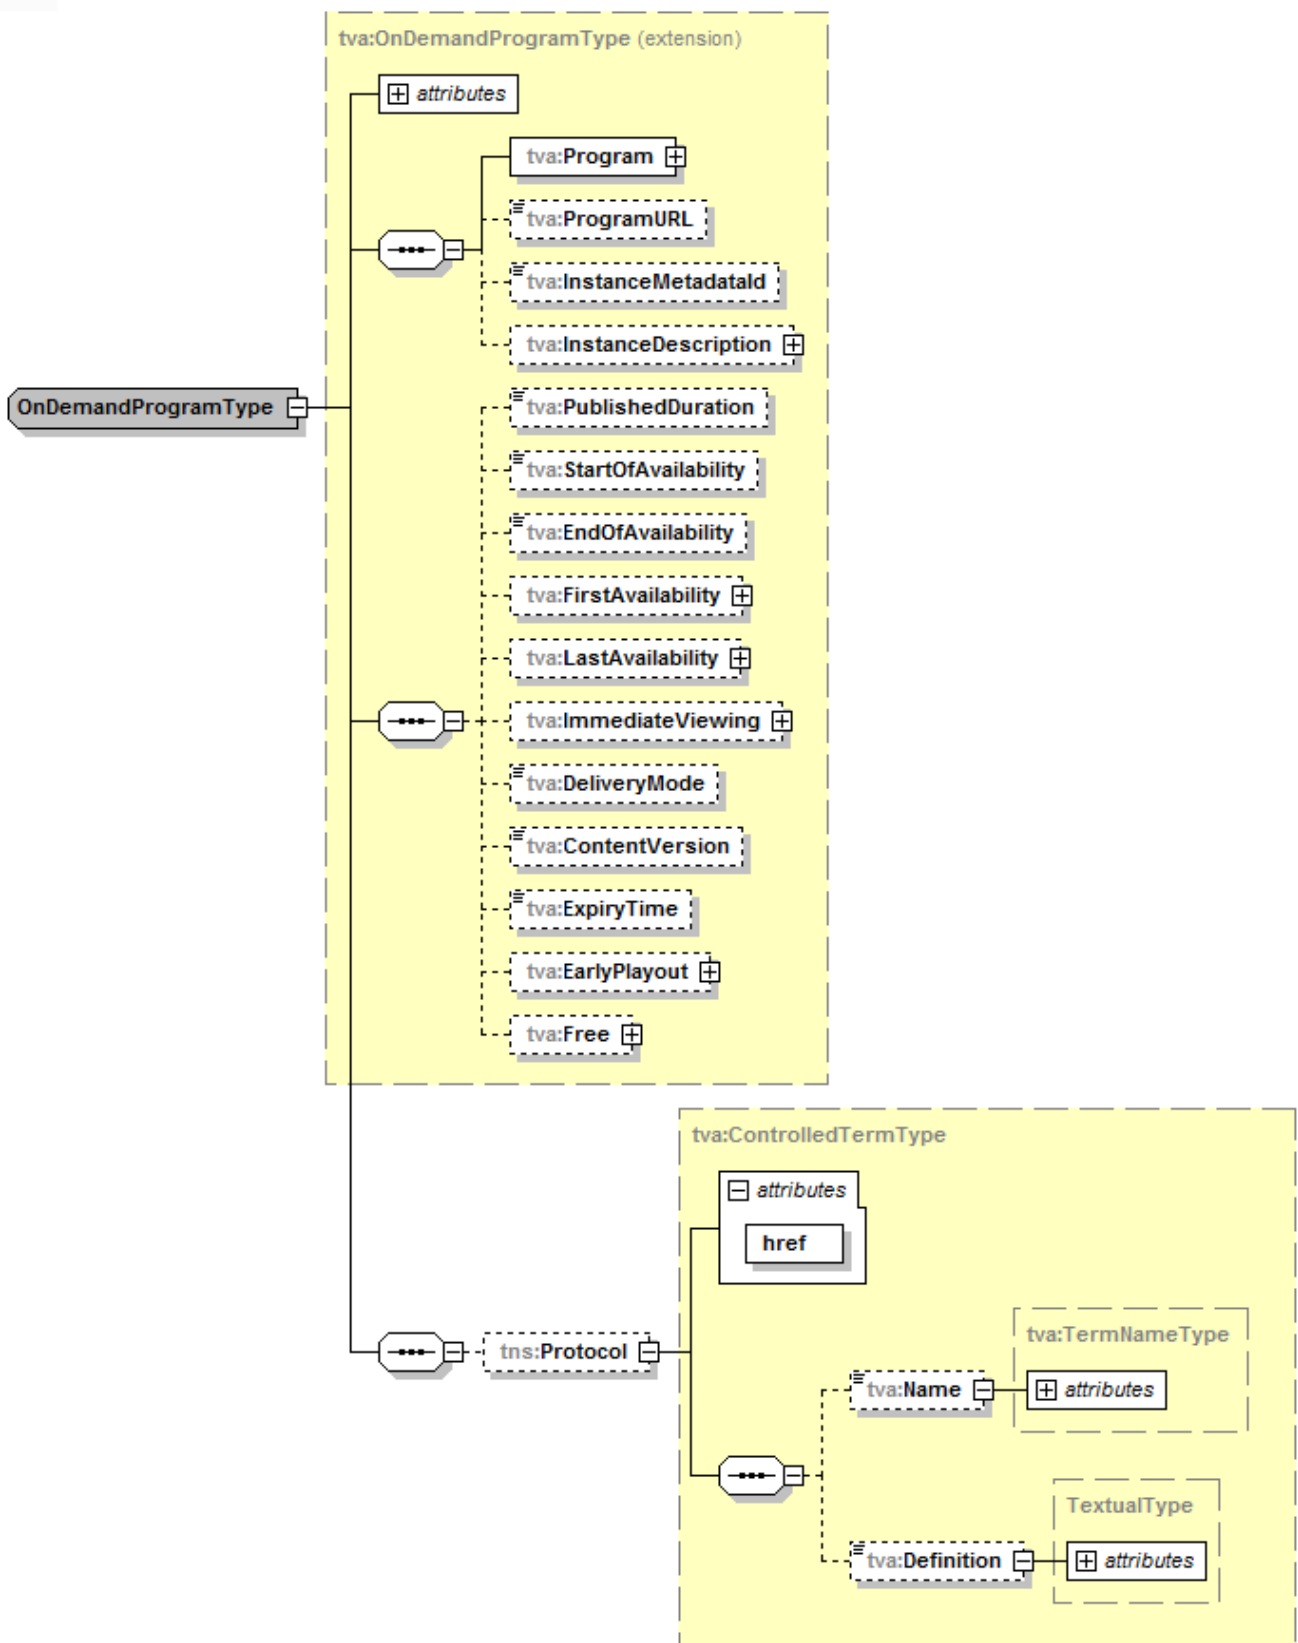 tva:OnDemandProgramType (extension)
attributes
tva:Program
tva:ProgramURL
tva:InstanceMetadataId
tva:InstanceDescription
OnDemandProgramType
tva:PublishedDuration
tva:StartOfAvailability
tva:EndOfAvailability
tva:FirstAvailability
tva:LastAvailability
tva:ImmediateViewing
tva:DeliveryMode
tva:ContentVersion
tva:ExpiryTime
tva:EarlyPlayout
tva:Free
tva:ControlledTermType
attributes
href
tns:Protocol
tva:TermNameType
tva:Name
attributes
TextualType
tva:Definition
attributes